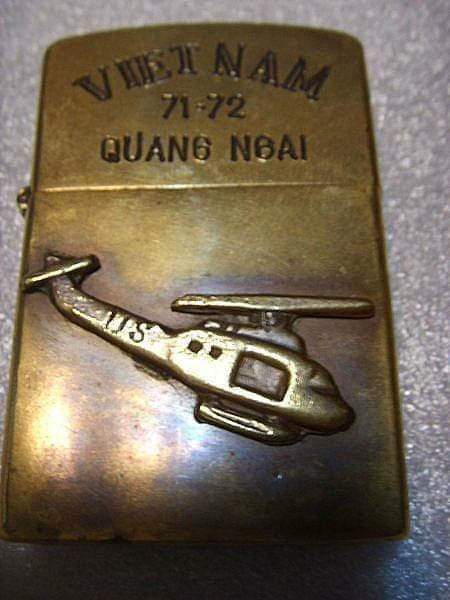 VIETNAM
71-72
QUANG NGAI
US